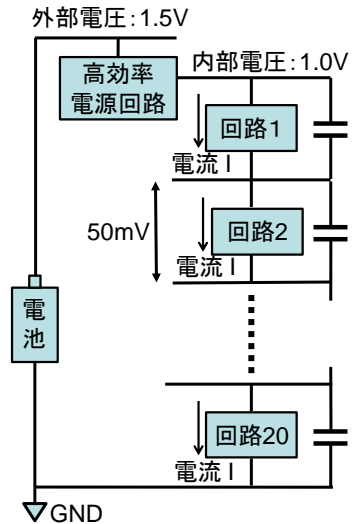 外部電圧：1.5V
高効率
電源回路
内部電圧：1.0V
回路1
電流 I
50mV
回路2
電流 I
電
池
回路20
電流 I
GND